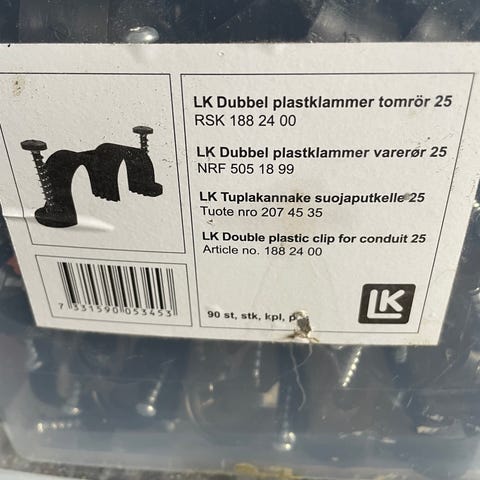 LK Dubbel plastklammer tomrör 25
RSK 188 24 00
LK Dubbel plastklammer varerør 25
NRF 505 18 99
LK Tuplakannake suojaputkelle 25
Tuote nro 207 45 35
LK Double plastic clip for conduit 25
Article no. 188 24 00
7 331590 053453
90 st, stk, kpl,
LK